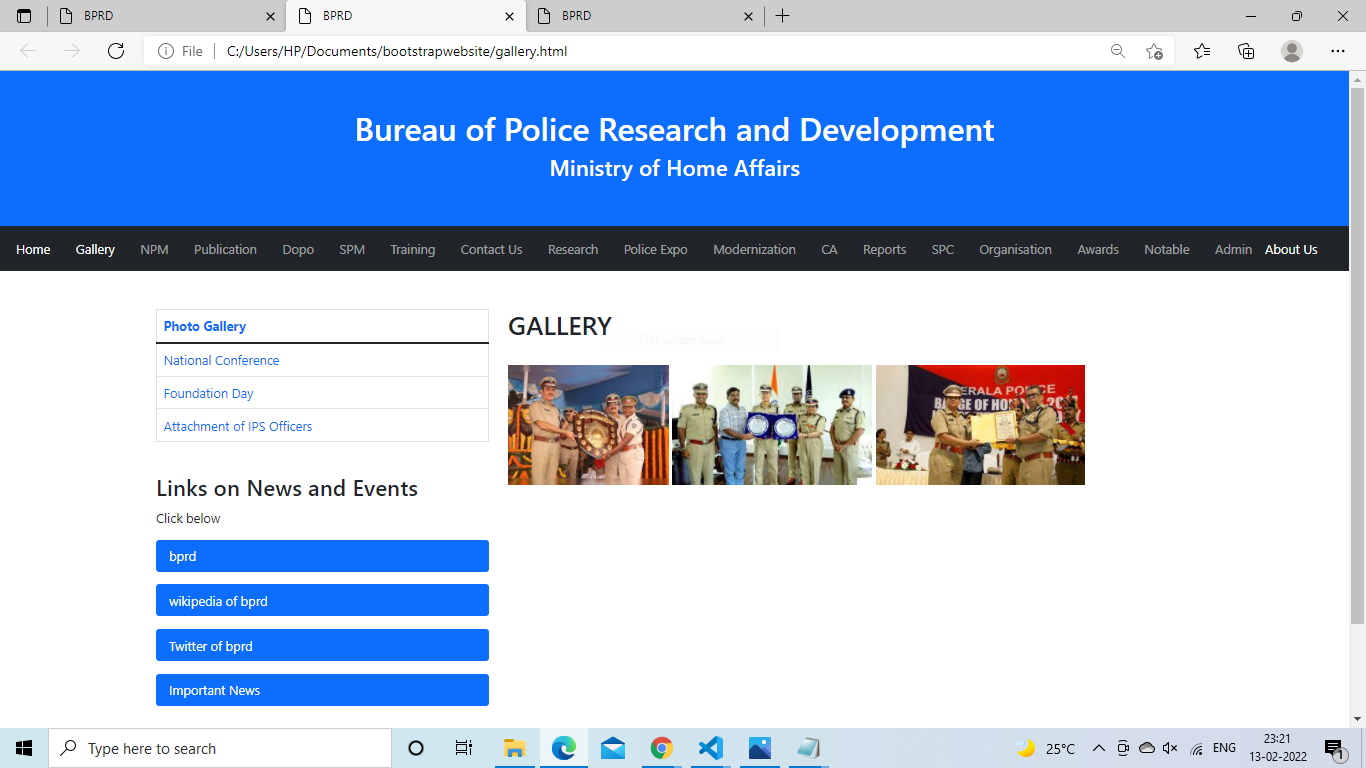 BPRD
BPRD
BPRD
File
C:/Users/HP/Documents/bootstrapwebsite/gallery.html
Bureau of Police Research and Development
Ministry of Home Affairs
Home Gallery NPM Publication Dopo SPM Training Contact Us Research Police Expo Modernization CA Reports SPC Organisation Awards Notable Admin About Us
Photo Gallery
National Conference
Foundation Day
Attachment of IPS Officers
Links on News and Events
Click below
bprd
wikipedia of bprd
Twitter of bprd
Important News
GALLERY
Full-screen Snip
KERALA POLICE
Type here to search
25°C
ENG
23:21
13-02-2022
1